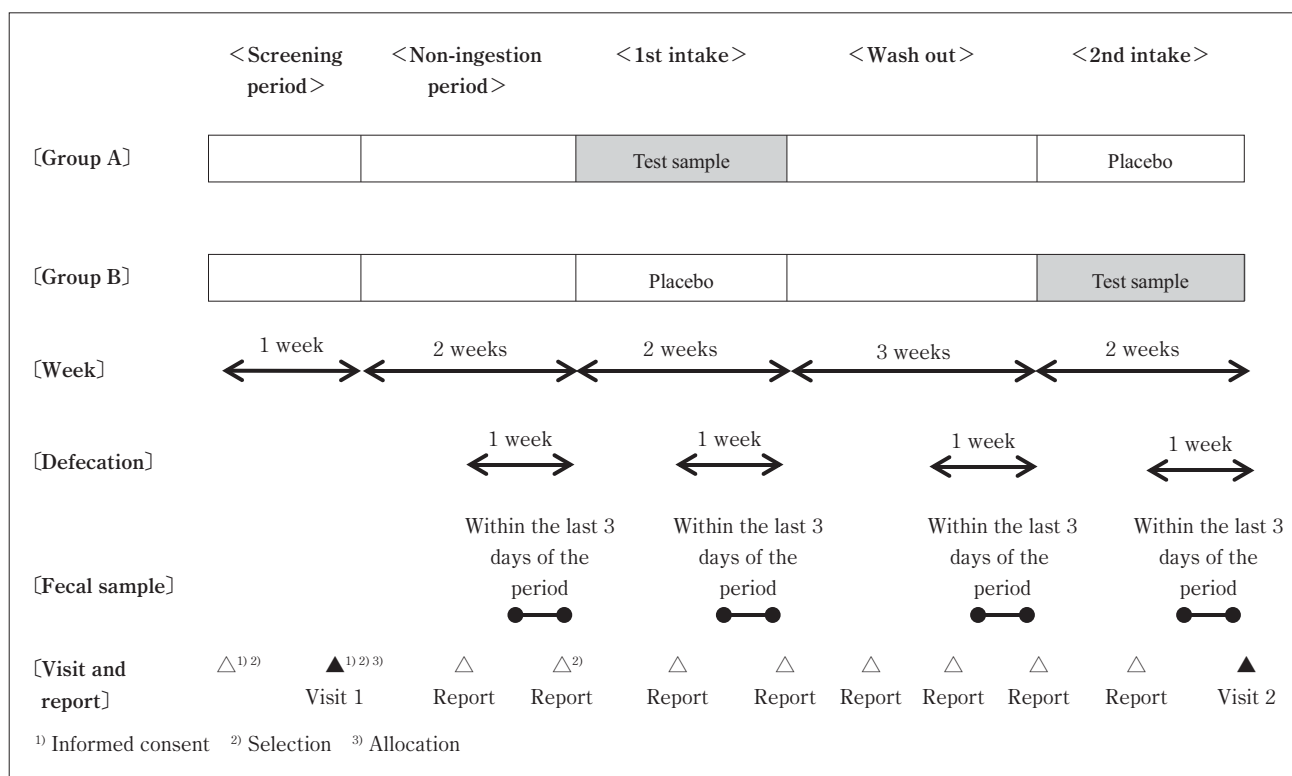 <Screening period>
<Non-ingestion period>
<1st intake>
<Wash out>
<2nd intake>
〔Group A〕
Test sample
Placebo
〔Group B〕
Placebo
Test sample
〔Week〕
1 week
2 weeks
2 weeks
3 weeks
2 weeks
〔Defecation〕
1 week
1 week
1 week
1 week
〔Fecal sample〕
Within the last 3
days of the
period
Within the last 3
days of the
period
Within the last 3
days of the
period
Within the last 3
days of the
period
〔Visit and
report〕
△1) 2)
▲1) 2) 3)
△
△2)
△
△
△
△
△
△
▲
Visit 1
Report
Report
Report
Report
Report
Report
Report
Report
Visit 2
1) Informed consent 2) Selection 3) Allocation